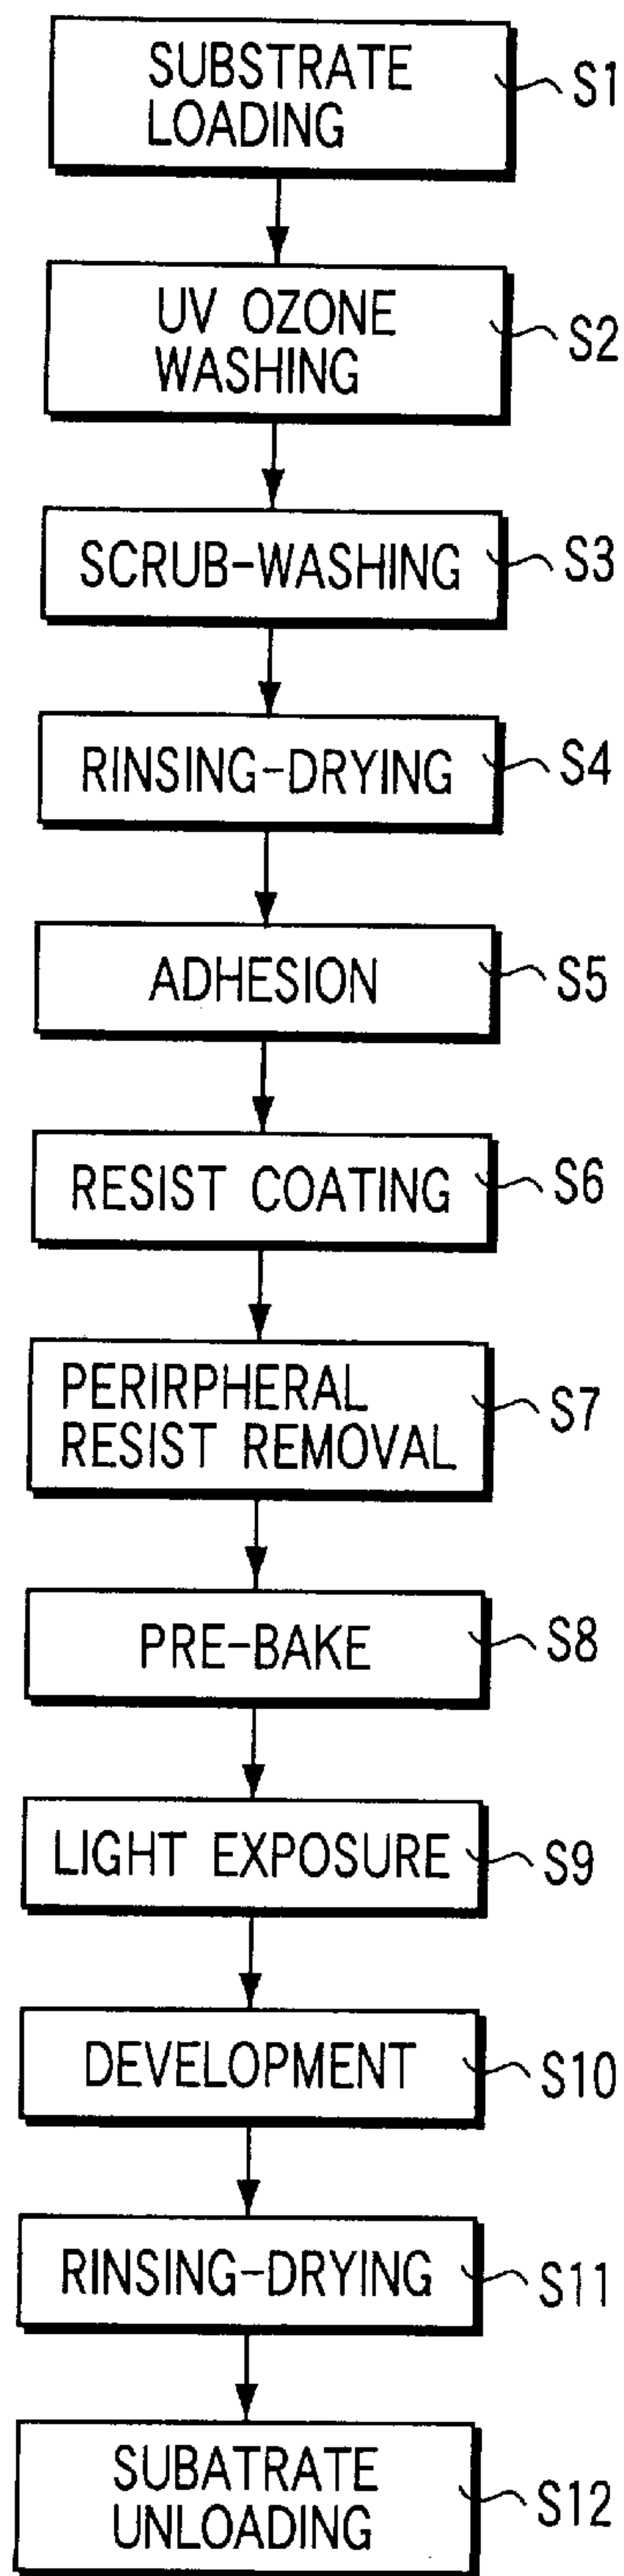 SUBSTRATE
LOADING
S1
UV OZONE
WASHING
S2
SCRUB-WASHING
S3
RINSING-DRYING
S4
ADHESION
S5
RESIST COATING
S6
PERIRPHERAL
RESIST REMOVAL
S7
PRE-BAKE
S8
LIGHT EXPOSURE
S9
DEVELOPMENT
S10
RINSING-DRYING
S11
SUBATRATE
UNLOADING
S12